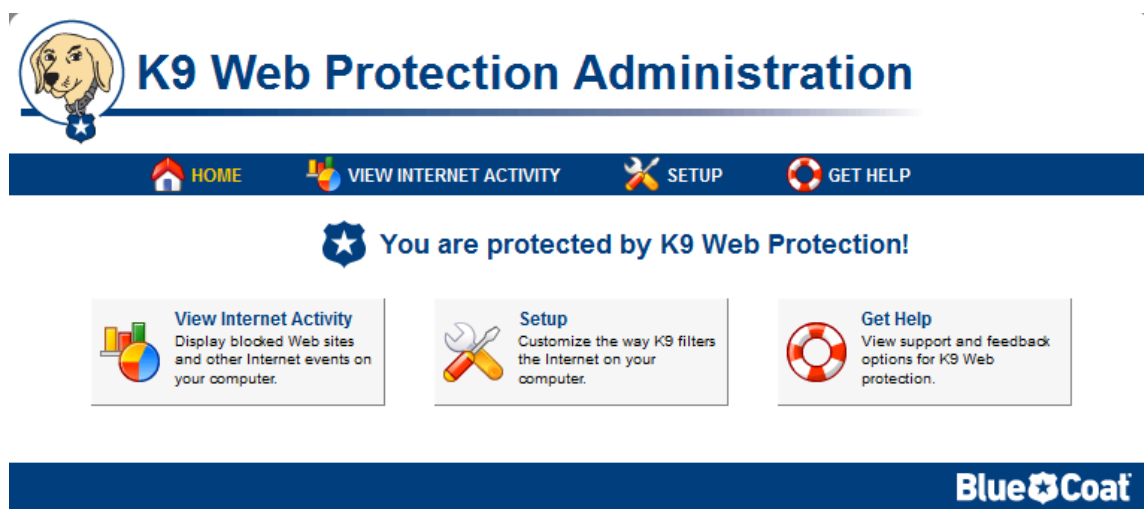 K9 Web Protection Administration
HOME
VIEW INTERNET ACTIVITY
SETUP
GET HELP
You are protected by K9 Web Protection!
View Internet Activity
Display blocked Web sites
and other Internet events on
your computer.
Setup
Customize the way K9 filters
the Internet on your
computer.
Get Help
View support and feedback
options for K9 Web
protection.
Blue Coat